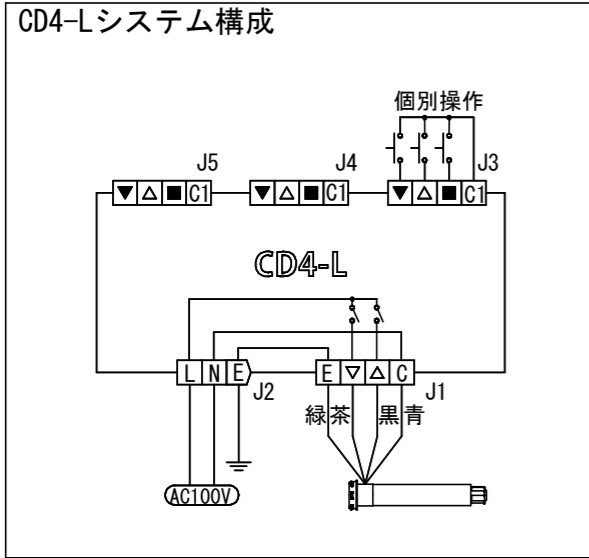 CD4-Lシステム構成
個別操作
J5 J4 J3
▼ △ ■ C1 ▼ △ ■ C1 ▼ △ ■ C1
CD4-L
L N E E ▽ △ C
J2 J1
緑 茶 黒 青
AC100V